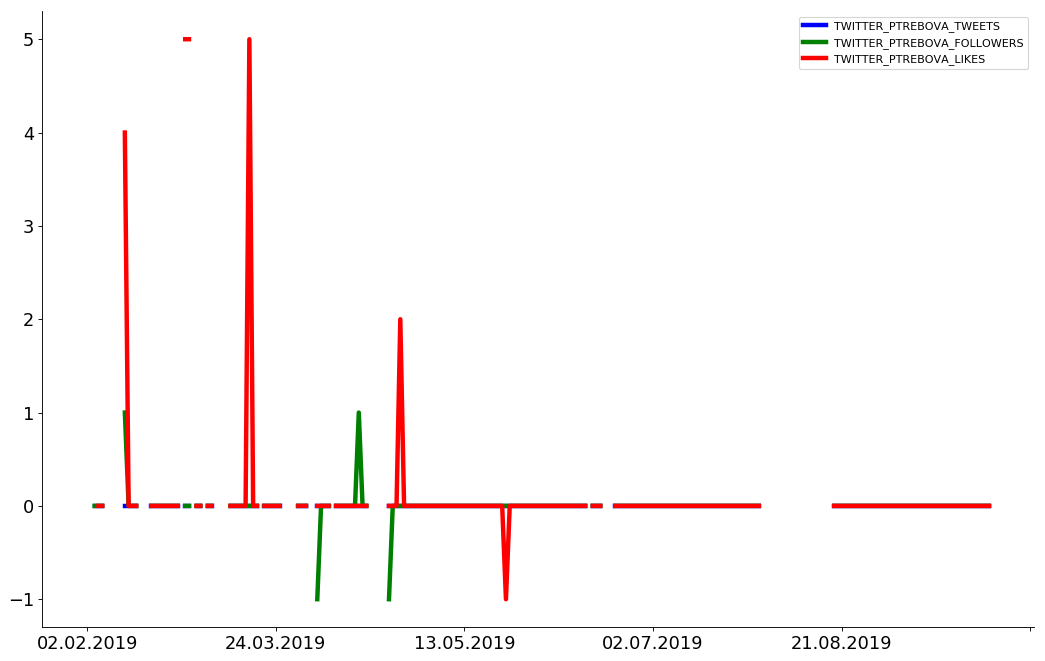 TWITTER_PTREBOVA_TWEETS
TWITTER_PTREBOVA_FOLLOWERS
TWITTER_PTREBOVA_LIKES
5
4
3
2
1
0
−1
02.02.2019 24.03.2019 13.05.2019 02.07.2019 21.08.2019